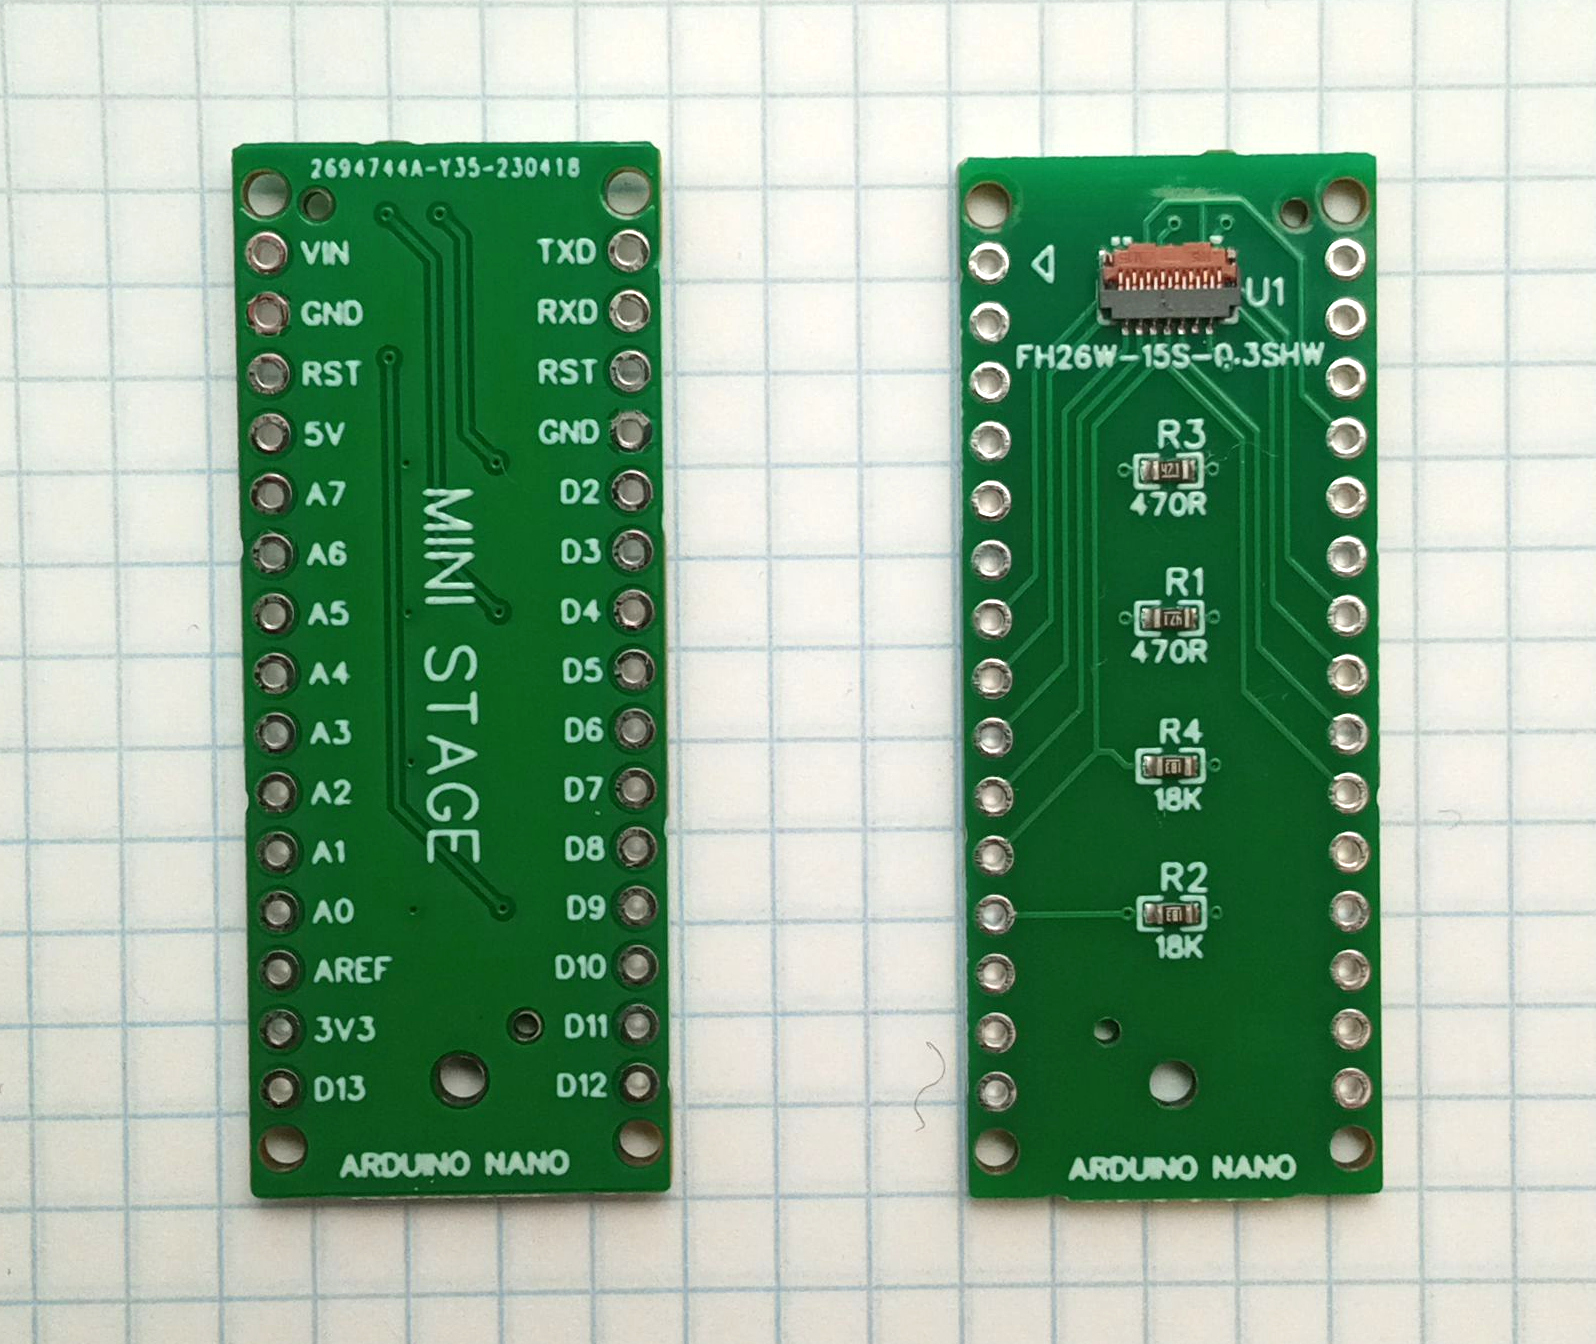 2694744A-Y35-230418
VIN TXD
GND RXD
RST RST
5V GND
A7 D2
A6 D3
A5 D4
A4 D5
A3 D6
A2 D7
A1 D8
A0 D9
AREF D10
3V3 D11
D13 D12
MINI STAGE
ARDUINO NANO
U1
FH26W-15S-0.3SHW
R3
471
470R
R1
471
470R
R4
183
18K
R2
183
18K
ARDUINO NANO